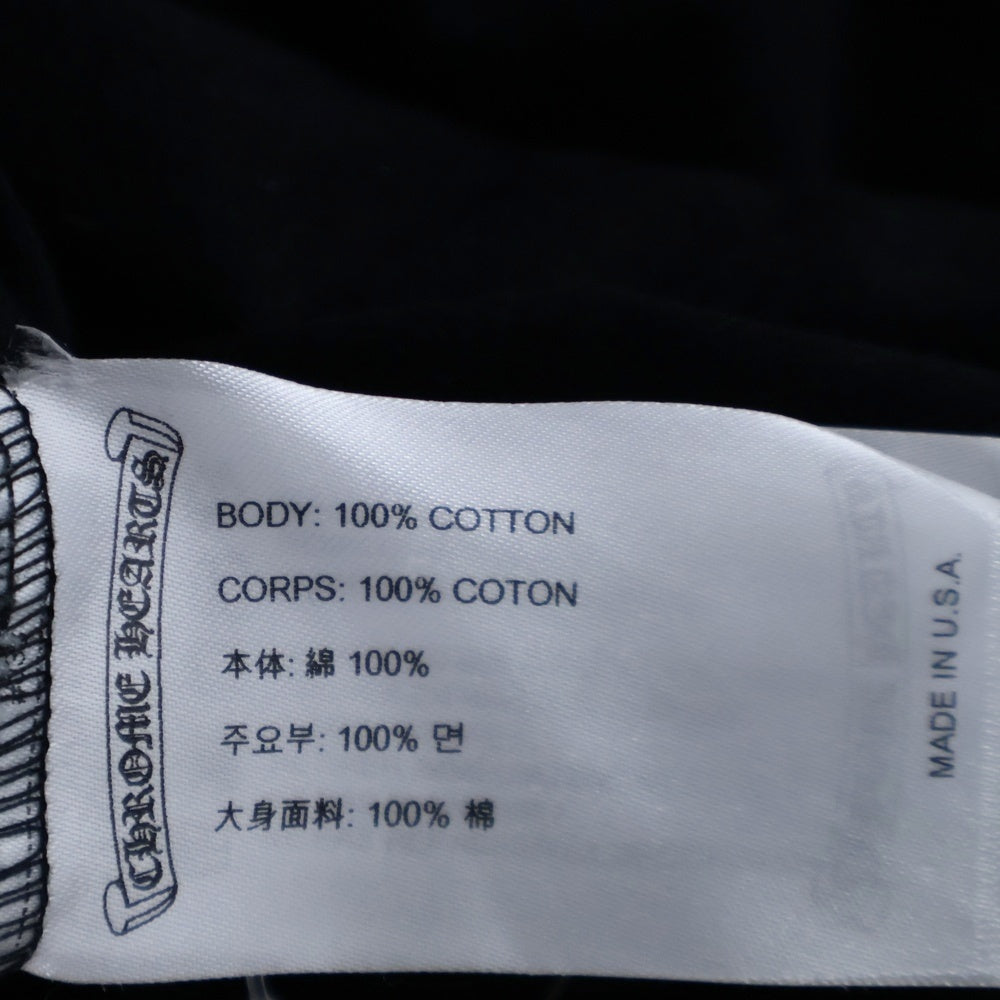 CHROME HEARTS
BODY: 100% COTTON
CORPS: 100% COTON
本体: 綿 100%
주요부: 100% 면
大身面料: 100% 棉
MADE IN U.S.A.